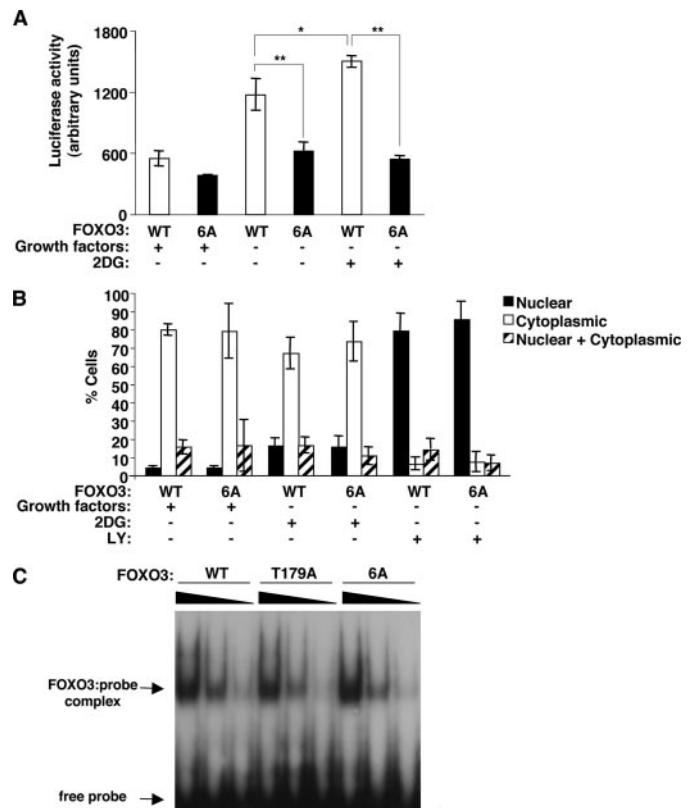 A
Luciferase activity
(arbitrary units)
1800
1200
600
0
*
**
**
FOXO3: WT 6A WT 6A WT 6A
Growth factors: + + - - - -
2DG: - - - - + +
B
% Cells
100
90
80
70
60
50
40
30
20
10
0
Nuclear
Cytoplasmic
Nuclear + Cytoplasmic
FOXO3: WT 6A WT 6A WT 6A
Growth factors: + + - - - -
2DG: - - + + - -
LY: - - - - + +
C
FOXO3: WT T179A 6A
FOXO3:probe
complex
free probe